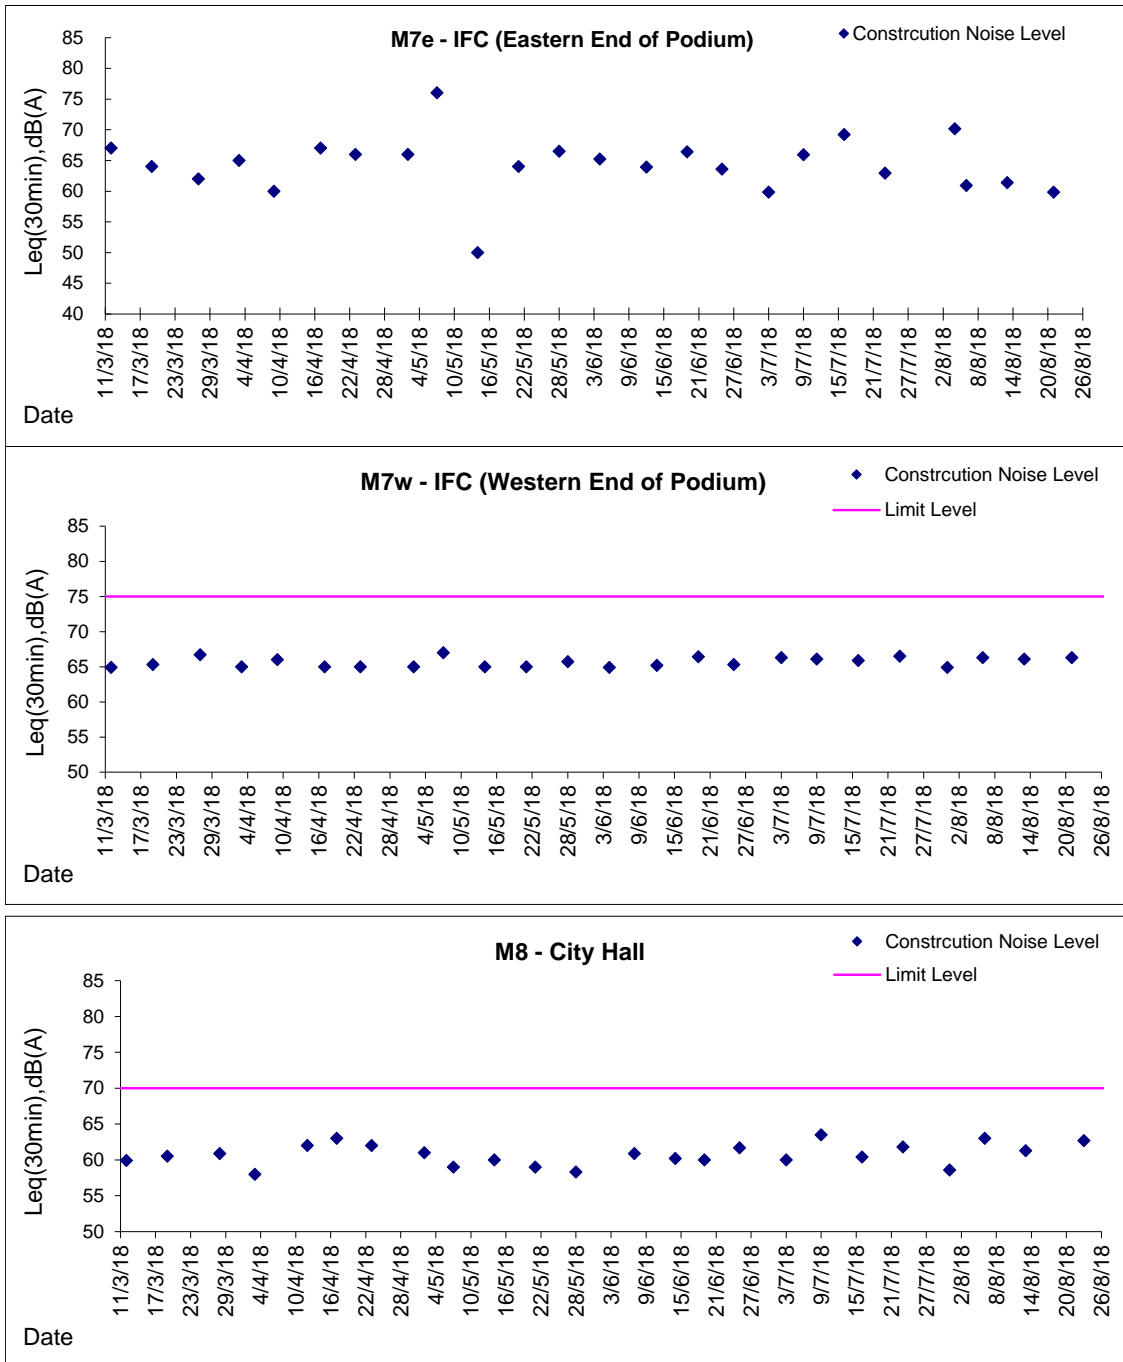 M7e - IFC (Eastern End of Podium)
Constrcution Noise Level
Leq(30min),dB(A)
85
80
75
70
65
60
55
50
45
40
11/3/18 17/3/18 23/3/18 29/3/18 4/4/18 10/4/18 16/4/18 22/4/18 28/4/18 4/5/18 10/5/18 16/5/18 22/5/18 28/5/18 3/6/18 9/6/18 15/6/18 21/6/18 27/6/18 3/7/18 9/7/18 15/7/18 21/7/18 27/7/18 2/8/18 8/8/18 14/8/18 20/8/18 26/8/18
Date
M7w - IFC (Western End of Podium)
Constrcution Noise Level
Limit Level
Leq(30min),dB(A)
85
80
75
70
65
60
55
50
11/3/18 17/3/18 23/3/18 29/3/18 4/4/18 10/4/18 16/4/18 22/4/18 28/4/18 4/5/18 10/5/18 16/5/18 22/5/18 28/5/18 3/6/18 9/6/18 15/6/18 21/6/18 27/6/18 3/7/18 9/7/18 15/7/18 21/7/18 27/7/18 2/8/18 8/8/18 14/8/18 20/8/18 26/8/18
Date
M8 - City Hall
Constrcution Noise Level
Limit Level
Leq(30min),dB(A)
85
80
75
70
65
60
55
50
11/3/18 17/3/18 23/3/18 29/3/18 4/4/18 10/4/18 16/4/18 22/4/18 28/4/18 4/5/18 10/5/18 16/5/18 22/5/18 28/5/18 3/6/18 9/6/18 15/6/18 21/6/18 27/6/18 3/7/18 9/7/18 15/7/18 21/7/18 27/7/18 2/8/18 8/8/18 14/8/18 20/8/18 26/8/18
Date